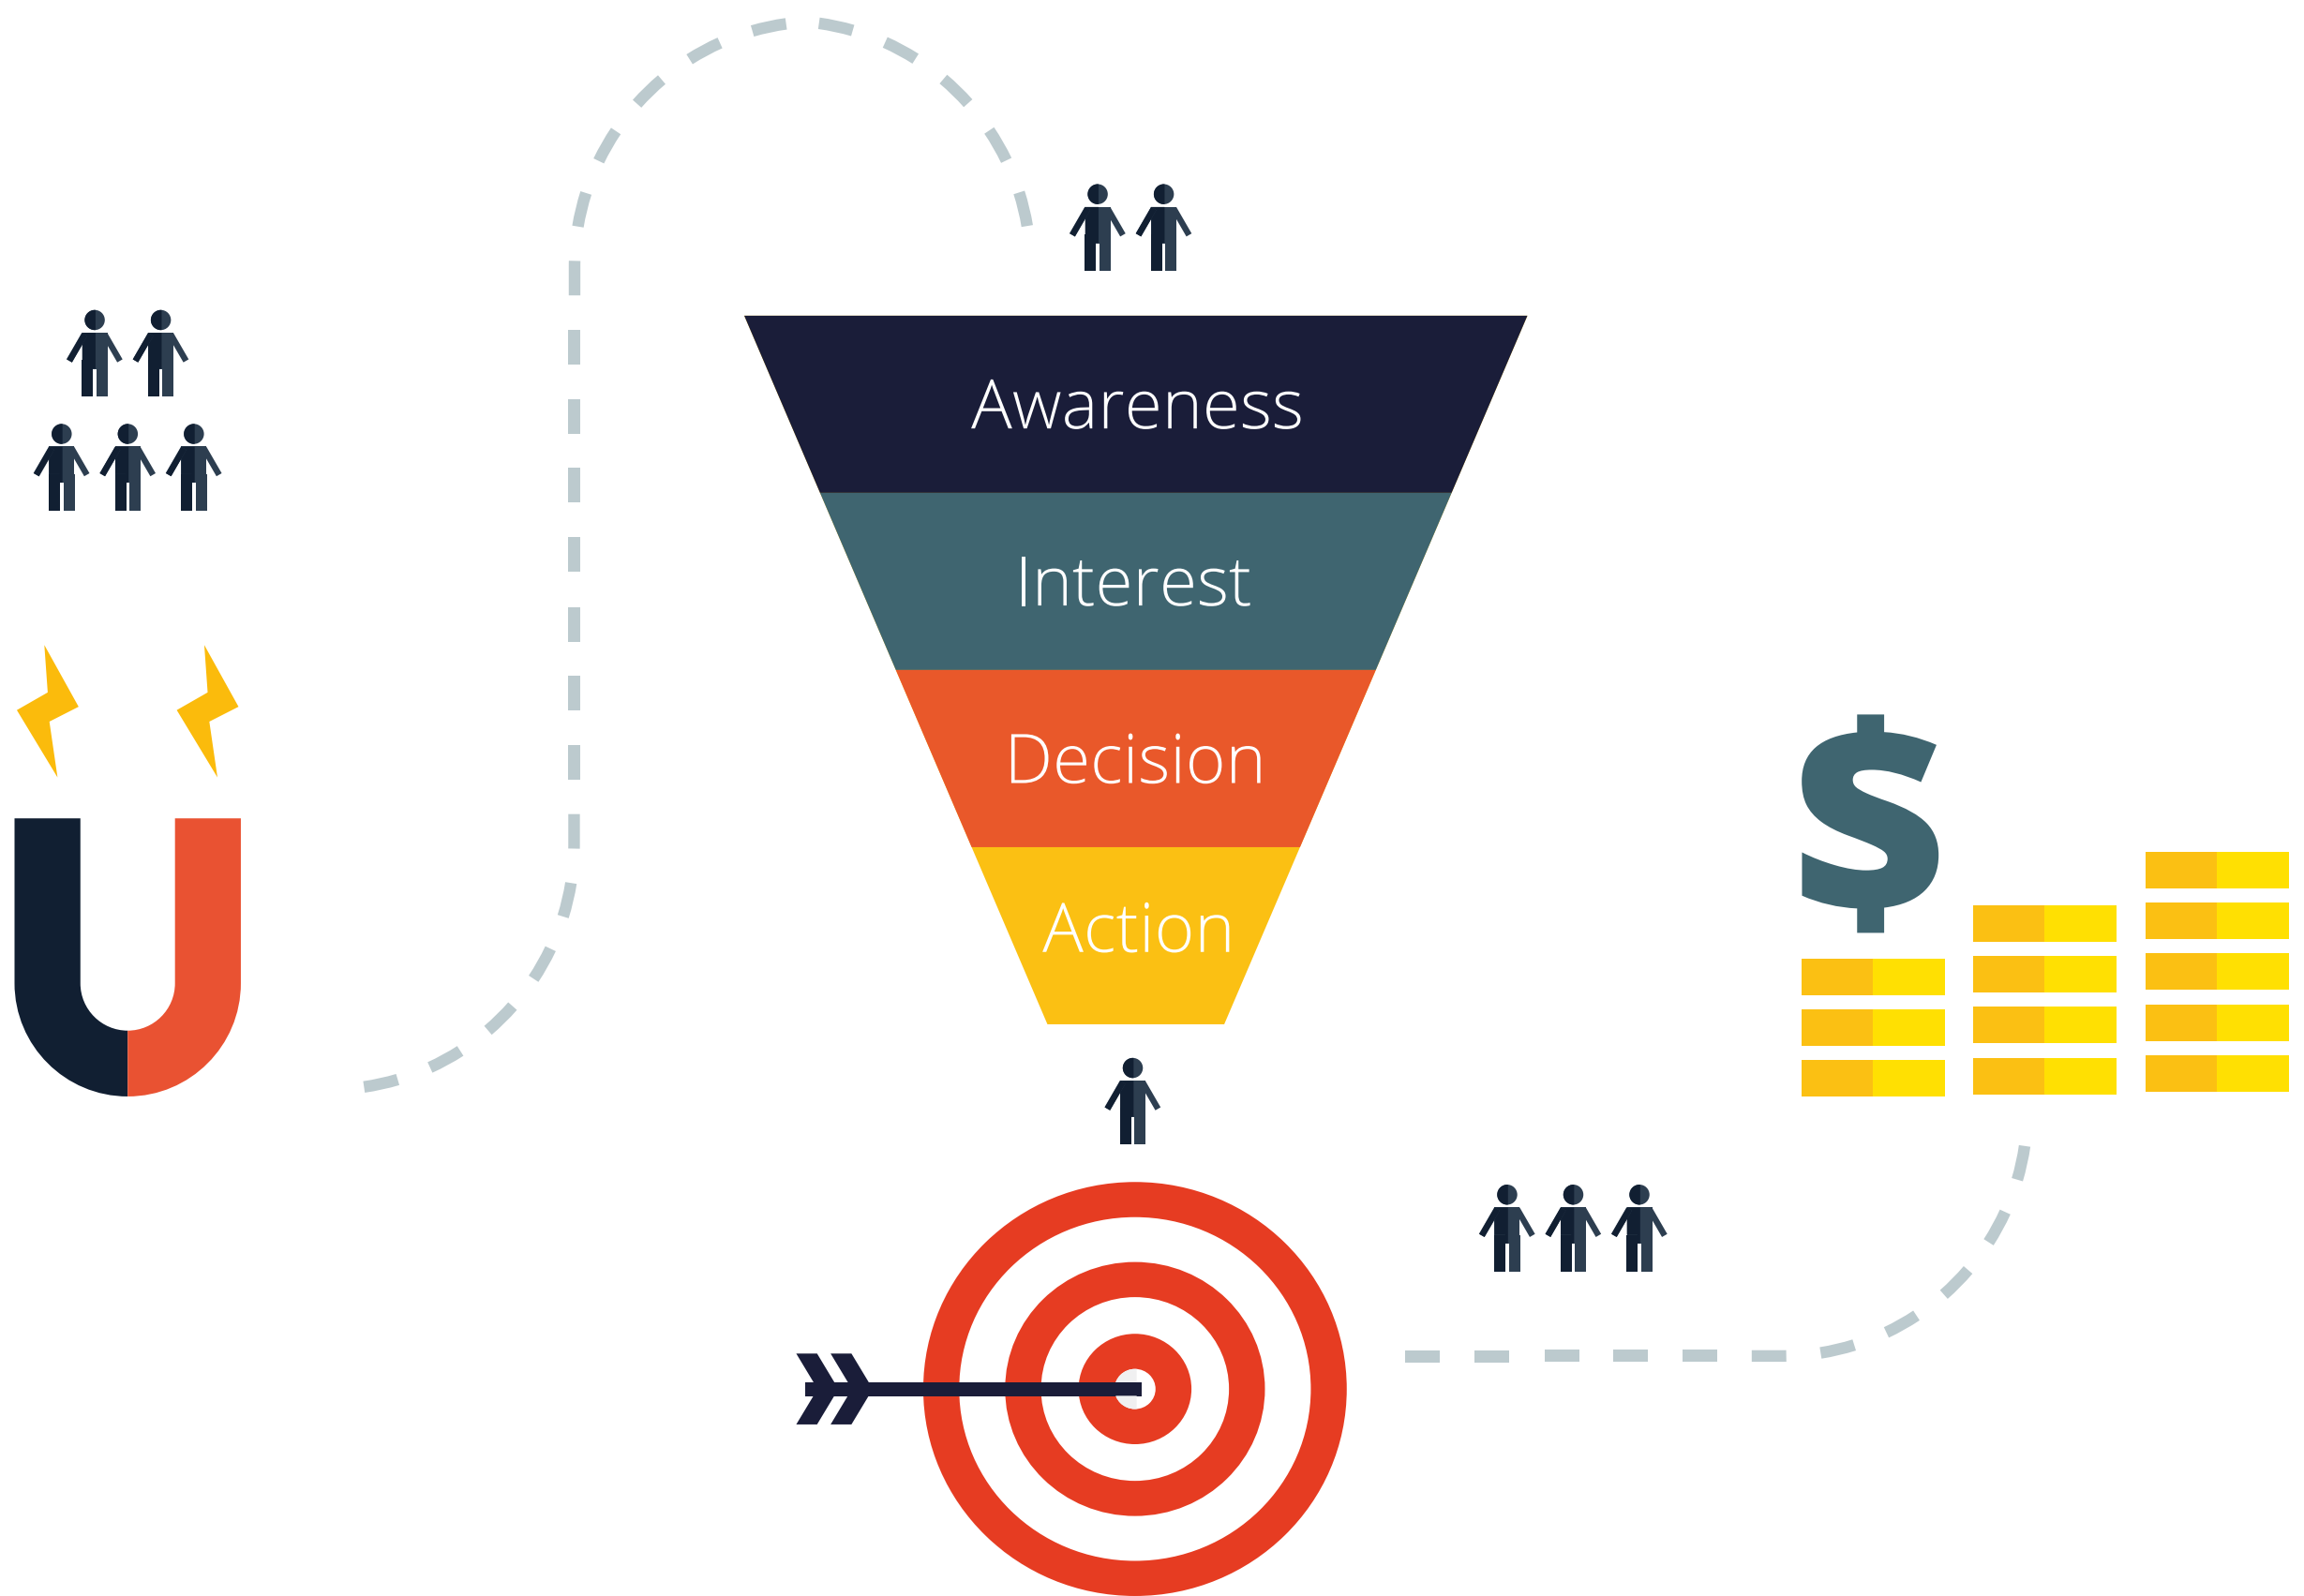 Awareness
Interest
Decision
Action
$